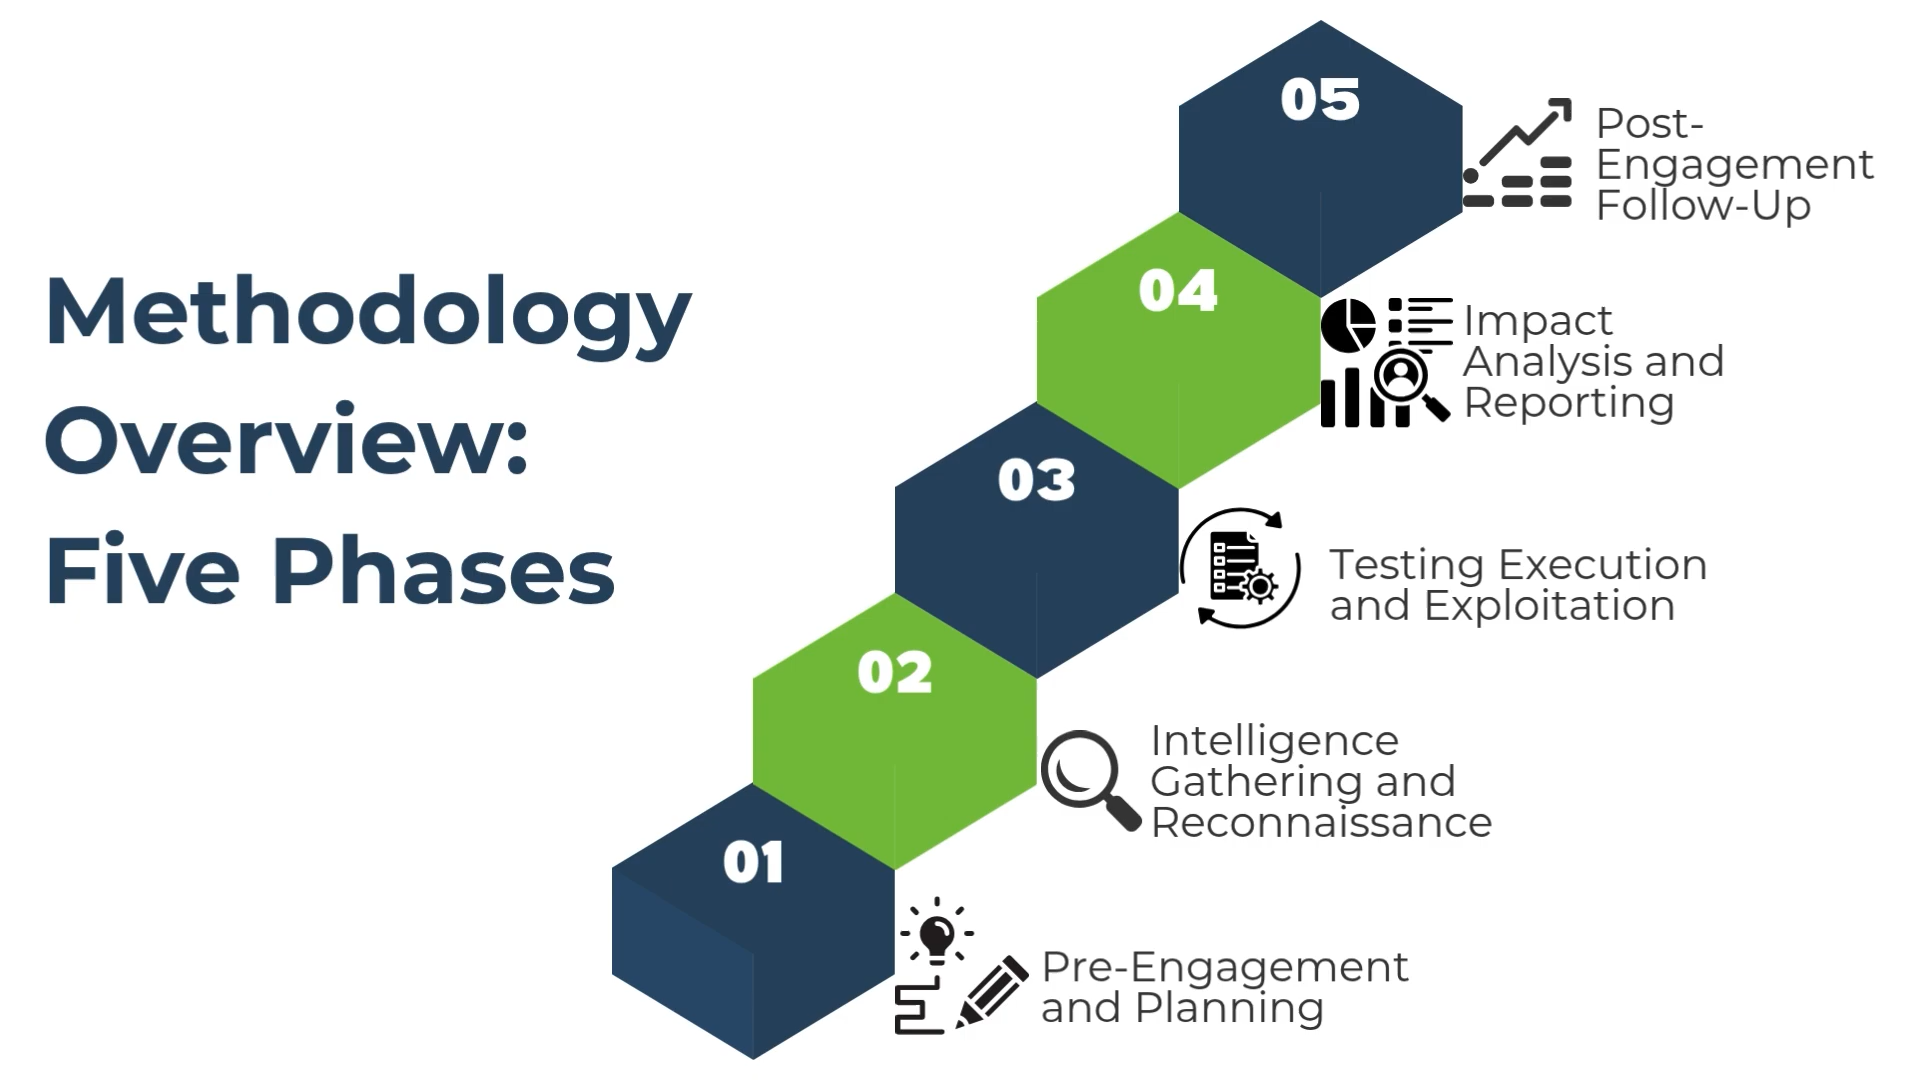 Methodology
Overview:
Five Phases
05
Post-
Engagement
Follow-Up
04
Impact
Analysis and
Reporting
03
Testing Execution
and Exploitation
02
Intelligence
Gathering and
Reconnaissance
01
Pre-Engagement
and Planning